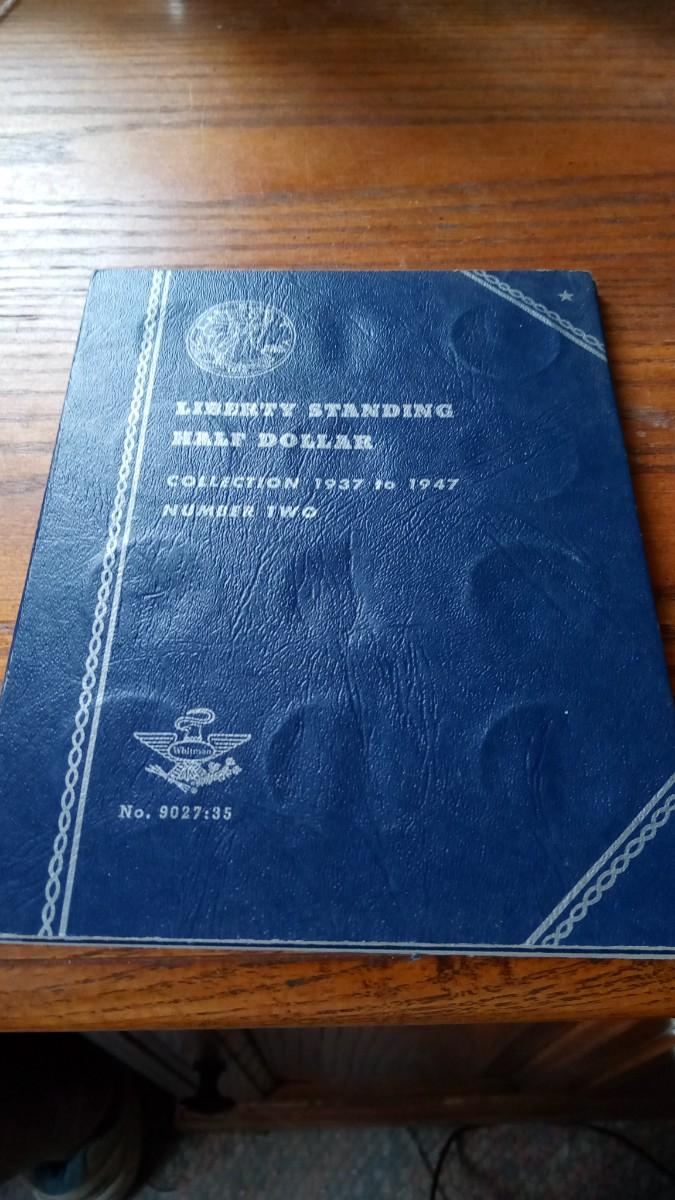 LIBERTY STANDING
HALF DOLLAR
COLLECTION 1937 to 1947
NUMBER TWO
Whitman
No. 9027:35